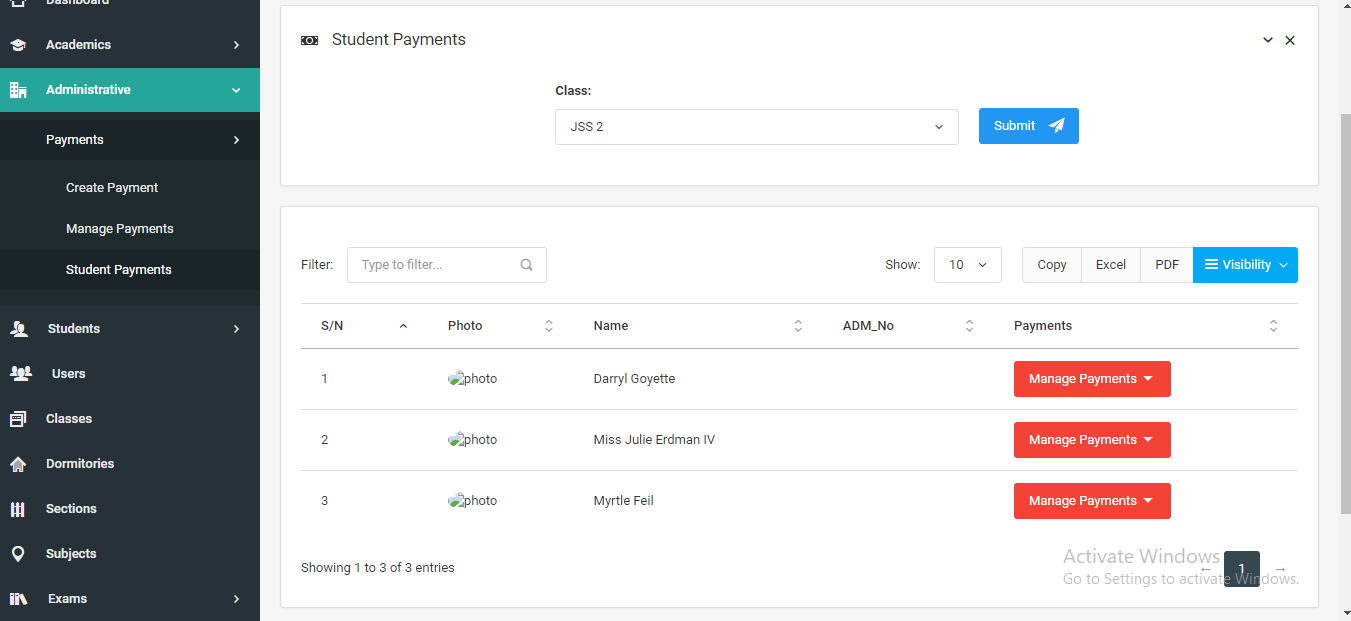 Dashboard
Academics
Administrative
Payments
Create Payment
Manage Payments
Student Payments
Students
Users
Classes
Dormitories
Sections
Subjects
Exams
Student Payments
Class:
JSS 2
Submit
Filter:
Type to filter...
Show:
10
Copy
Excel
PDF
Visibility
S/N Photo Name ADM_No Payments
1 photo Darryl Goyette Manage Payments
2 photo Miss Julie Erdman IV Manage Payments
3 photo Myrtle Feil Manage Payments
Showing 1 to 3 of 3 entries
← 1 →
Activate Windows
Go to Settings to activate Windows.